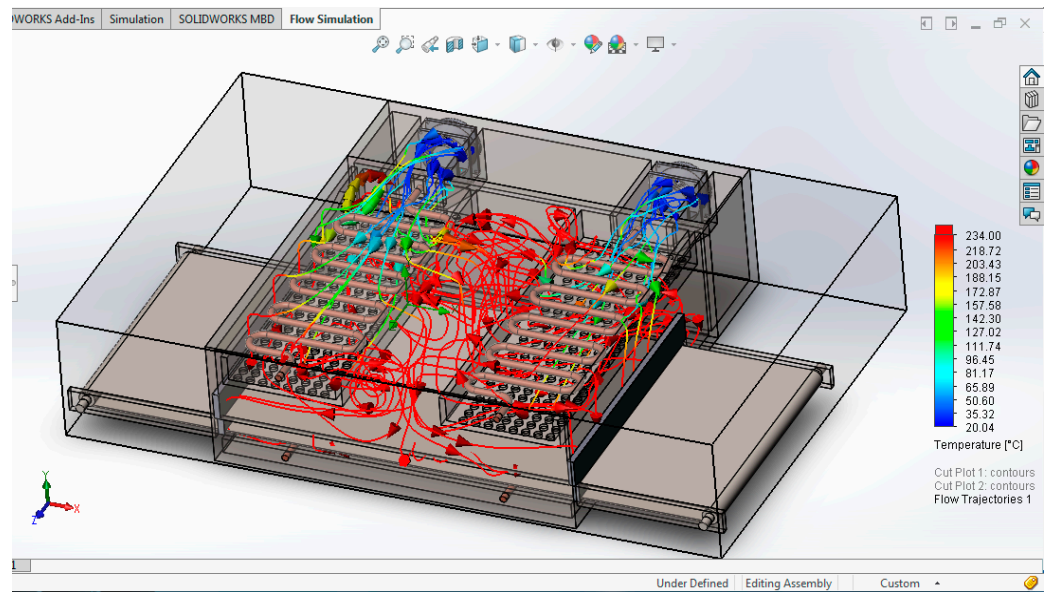 WORKS Add-Ins
Simulation
SOLIDWORKS MBD
Flow Simulation
234.00
218.72
203.43
188.15
172.87
157.58
142.30
127.02
111.74
96.45
81.17
65.89
50.60
35.32
20.04
Temperature [°C]
Cut Plot 1: contours
Cut Plot 2: contours
Flow Trajectories 1
Y
X
Z
1
Under Defined
Editing Assembly
Custom